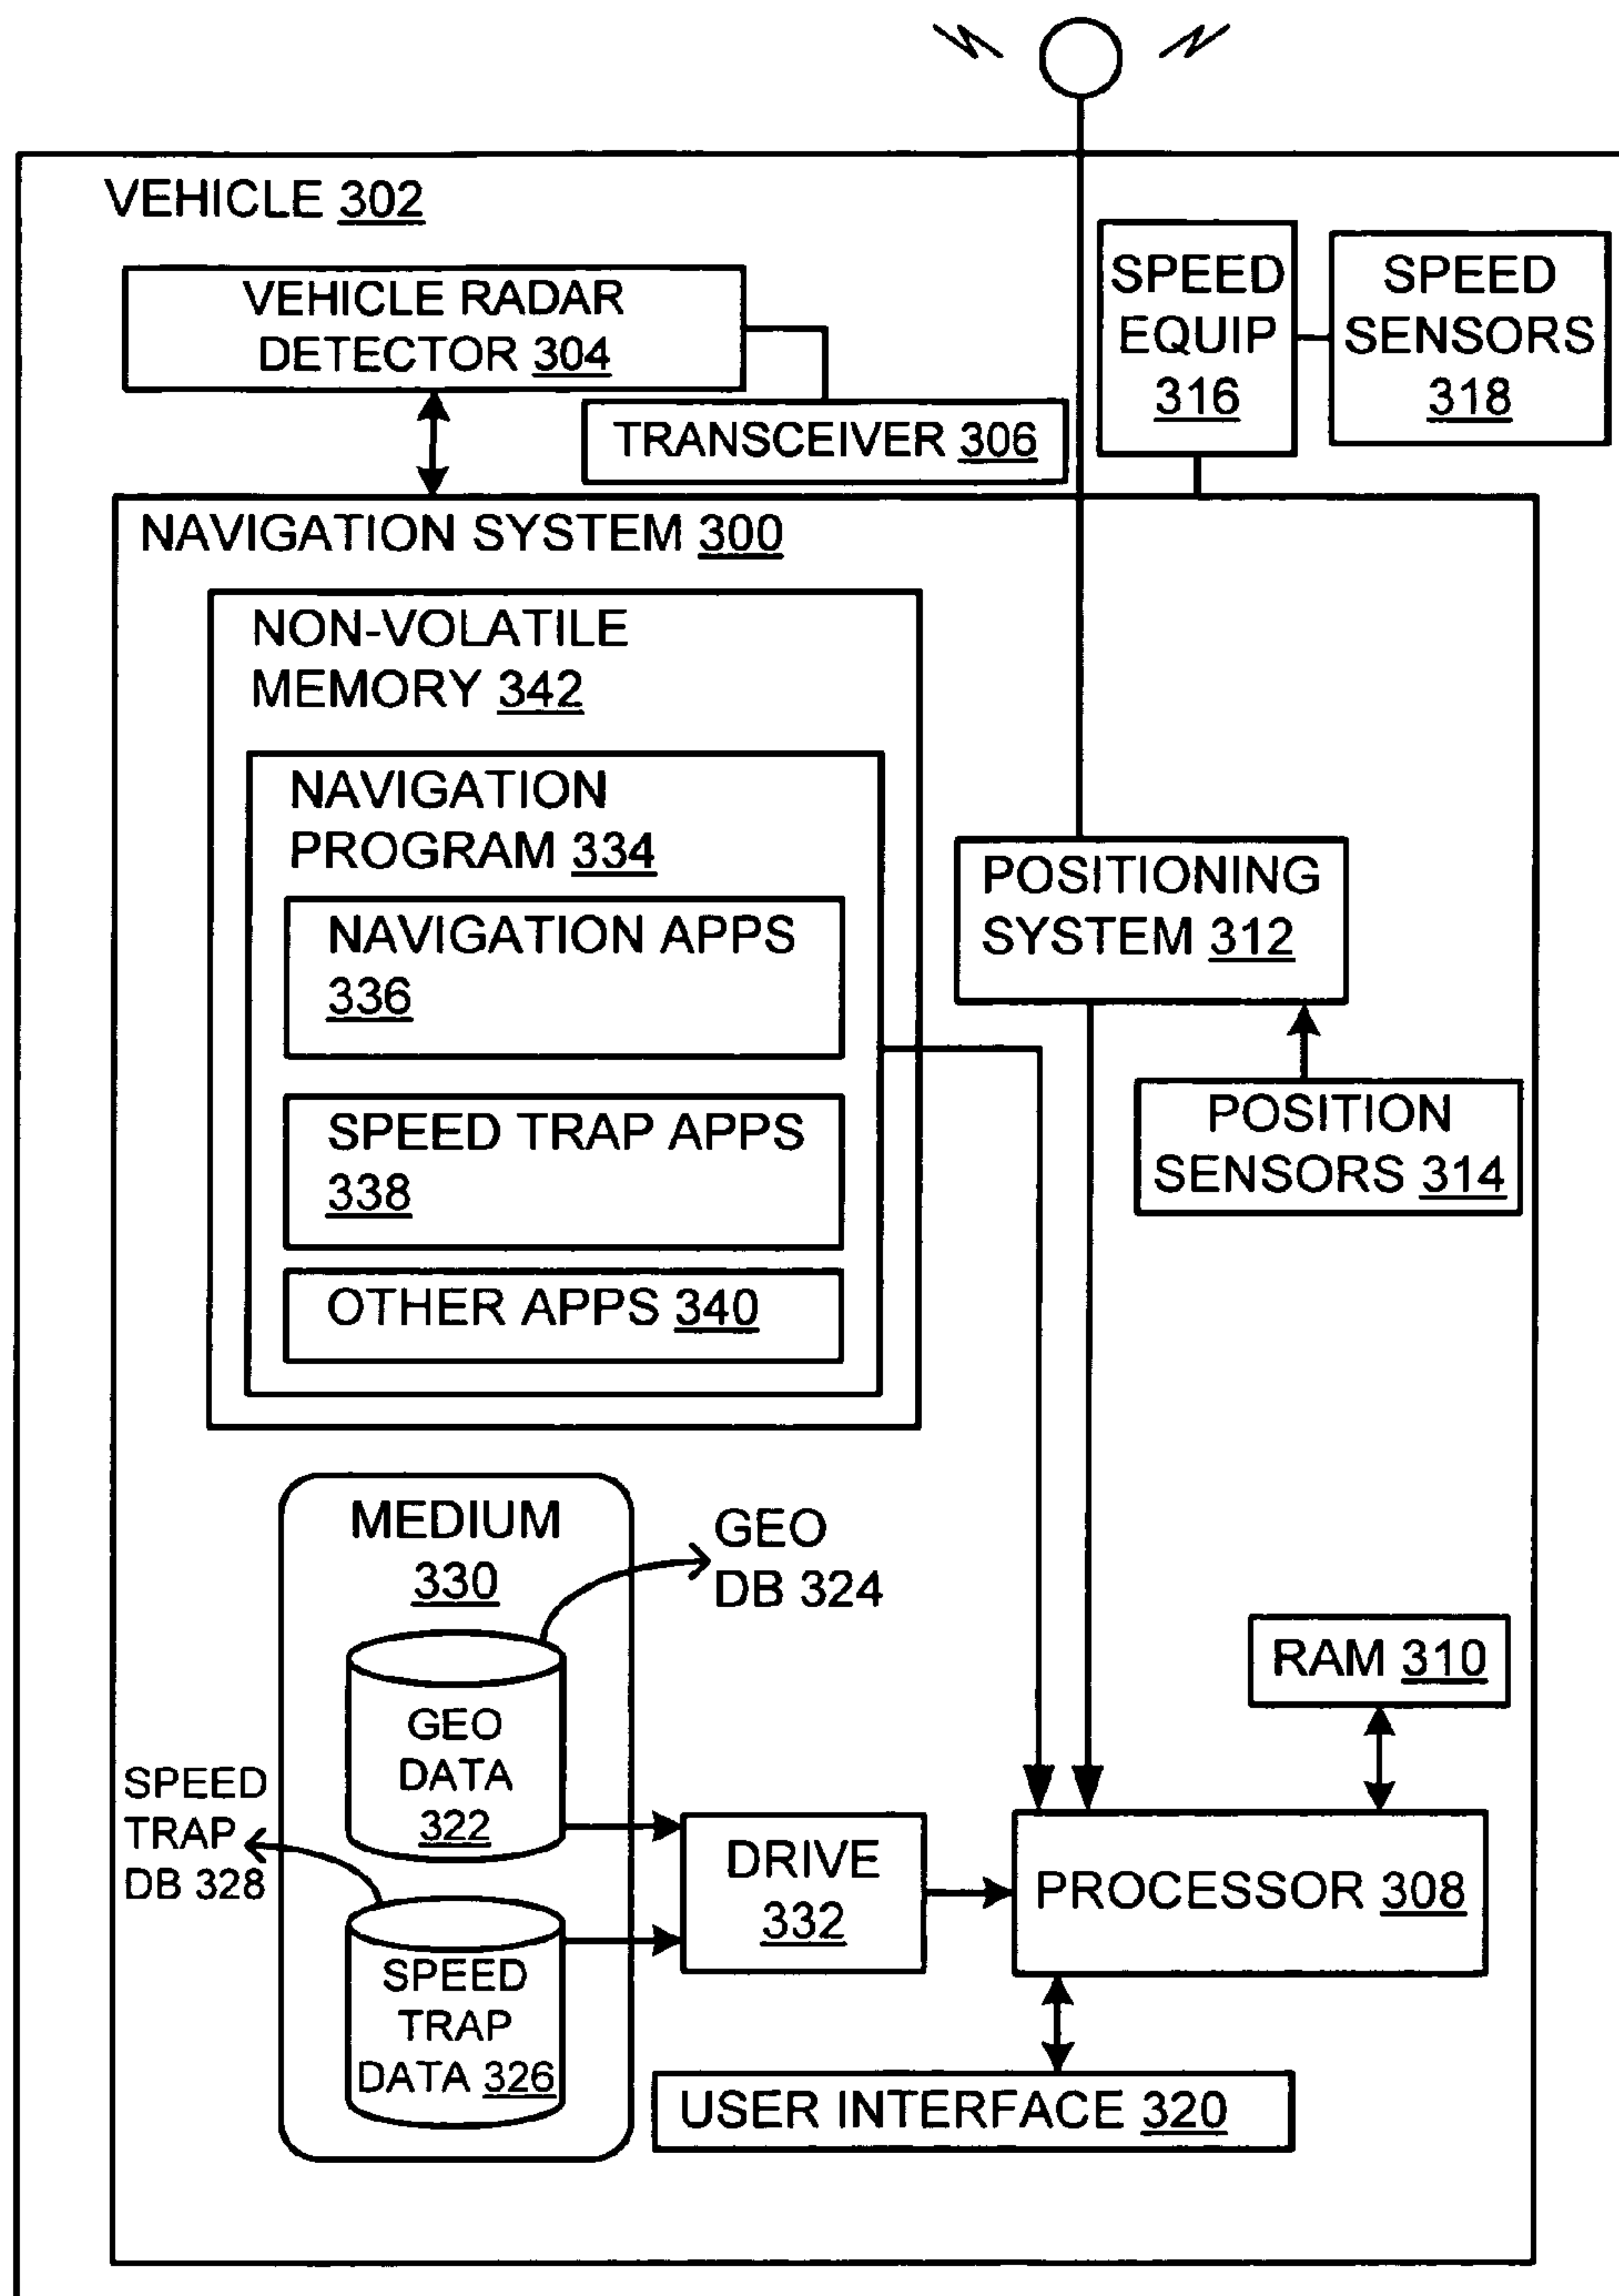 VEHICLE 302
VEHICLE RADAR
DETECTOR 304
TRANSCEIVER 306
SPEED
EQUIP
316
SPEED
SENSORS
318
NAVIGATION SYSTEM 300
NON-VOLATILE
MEMORY 342
NAVIGATION
PROGRAM 334
NAVIGATION APPS
336
SPEED TRAP APPS
338
OTHER APPS 340
POSITIONING
SYSTEM 312
POSITION
SENSORS 314
MEDIUM
330
GEO
DB 324
GEO
DATA
322
SPEED
TRAP
DB 328
SPEED
TRAP
DATA 326
DRIVE
332
RAM 310
PROCESSOR 308
USER INTERFACE 320